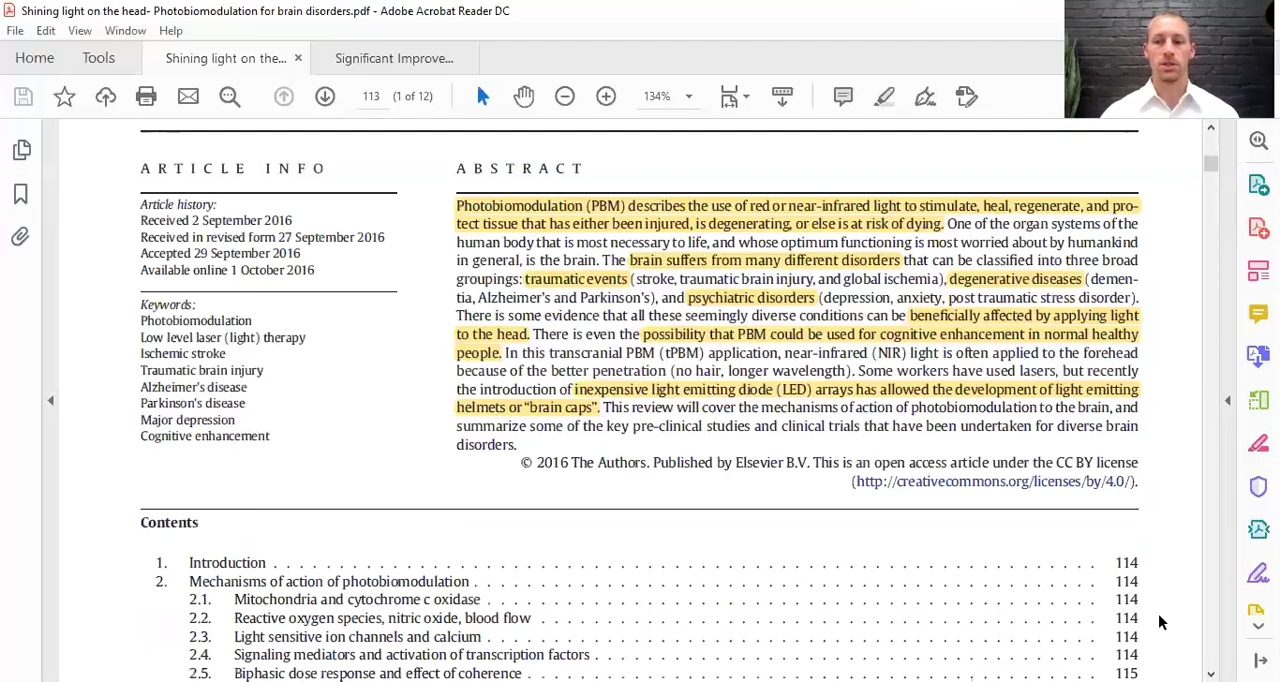 Shining light on the head- Photobiomodulation for brain disorders.pdf - Adobe Acrobat Reader DC
File Edit View Window Help
Home Tools Shining light on the... × Significant Improve...
113 (1 of 12) 134%
ARTICLE INFO
Article history:
Received 2 September 2016
Received in revised form 27 September 2016
Accepted 29 September 2016
Available online 1 October 2016
Keywords:
Photobiomodulation
Low level laser (light) therapy
Ischemic stroke
Traumatic brain injury
Alzheimer's disease
Parkinson's disease
Major depression
Cognitive enhancement
ABSTRACT
Photobiomodulation (PBM) describes the use of red or near-infrared light to stimulate, heal, regenerate, and pro-
tect tissue that has either been injured, is degenerating, or else is at risk of dying. One of the organ systems of the
human body that is most necessary to life, and whose optimum functioning is most worried about by humankind
in general, is the brain. The brain suffers from many different disorders that can be classified into three broad
groupings: traumatic events (stroke, traumatic brain injury, and global ischemia), degenerative diseases (demen-
tia, Alzheimer's and Parkinson's), and psychiatric disorders (depression, anxiety, post traumatic stress disorder).
There is some evidence that all these seemingly diverse conditions can be beneficially affected by applying light
to the head. There is even the possibility that PBM could be used for cognitive enhancement in normal healthy
people. In this transcranial PBM (tPBM) application, near-infrared (NIR) light is often applied to the forehead
because of the better penetration (no hair, longer wavelength). Some workers have used lasers, but recently
the introduction of inexpensive light emitting diode (LED) arrays has allowed the development of light emitting
helmets or "brain caps". This review will cover the mechanisms of action of photobiomodulation to the brain, and
summarize some of the key pre-clinical studies and clinical trials that have been undertaken for diverse brain
disorders.
© 2016 The Authors. Published by Elsevier B.V. This is an open access article under the CC BY license
(http://creativecommons.org/licenses/by/4.0/).
Contents
1. Introduction . . . . . . . . . . . . . . . . . . . . 114
2. Mechanisms of action of photobiomodulation . . . . . . . . . . . . . . . . . . . . 114
2.1. Mitochondria and cytochrome c oxidase . . . . . . . . . . . . . . . . . . . . 114
2.2. Reactive oxygen species, nitric oxide, blood flow . . . . . . . . . . . . . . . . . . . . 114
2.3. Light sensitive ion channels and calcium . . . . . . . . . . . . . . . . . . . . 114
2.4. Signaling mediators and activation of transcription factors . . . . . . . . . . . . . . . . . . . . 114
2.5. Biphasic dose response and effect of coherence . . . . . . . . . . . . . . . . . . . . 115